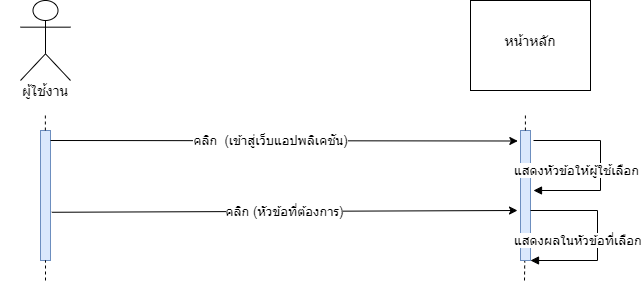 หน้าหลัก
ผู้ใช้งาน
คลิก (เข้าสู่เว็บแอปพลิเคชัน)
แสดงหัวข้อให้ผู้ใช้เลือก
คลิก (หัวข้อที่ต้องการ)
แสดงผลในหัวข้อที่เลือก